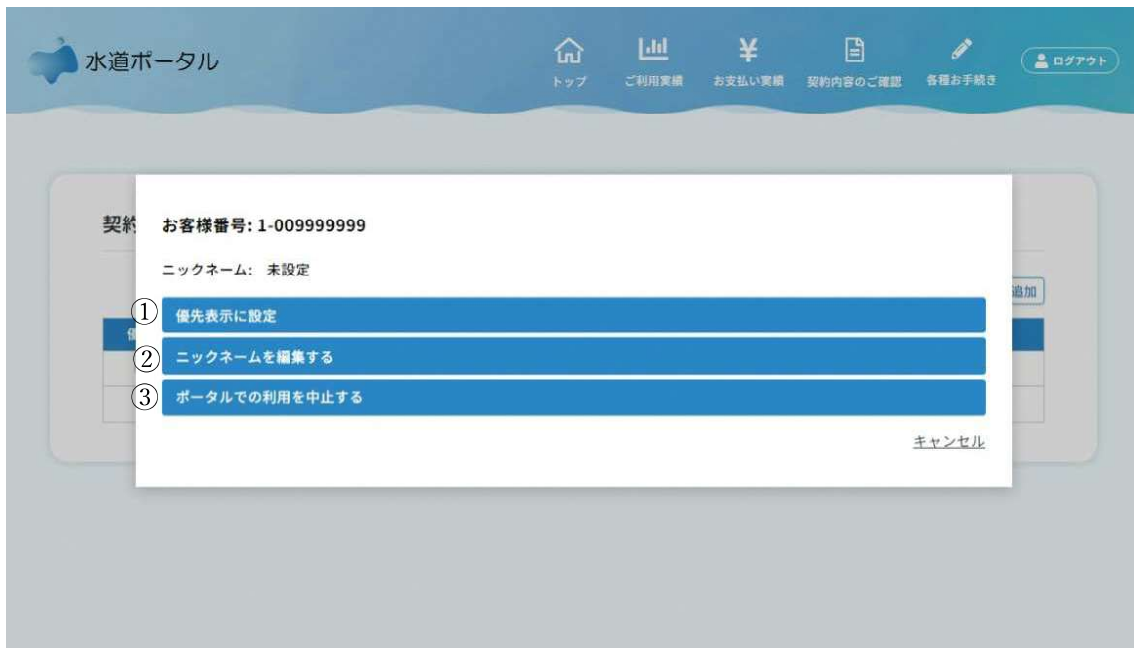 水道ポータル
トップ
ご利用実績
お支払い実績
契約内容のご確認
各種お手続き
ログアウト
契約
お客様番号: 1-009999999
ニックネーム: 未設定
追加
① 優先表示に設定
② ニックネームを編集する
③ ポータルでの利用を中止する
キャンセル